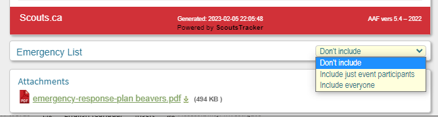 Scouts.ca
Generated: 2023-02-05 22:05:48
AAF vers 5.4 – 2022
Powered by ScoutsTracker
Emergency List
Don't include
Don't include
Include just event participants
Include everyone
Attachments
emergency-response-plan beavers.pdf (494 KB)